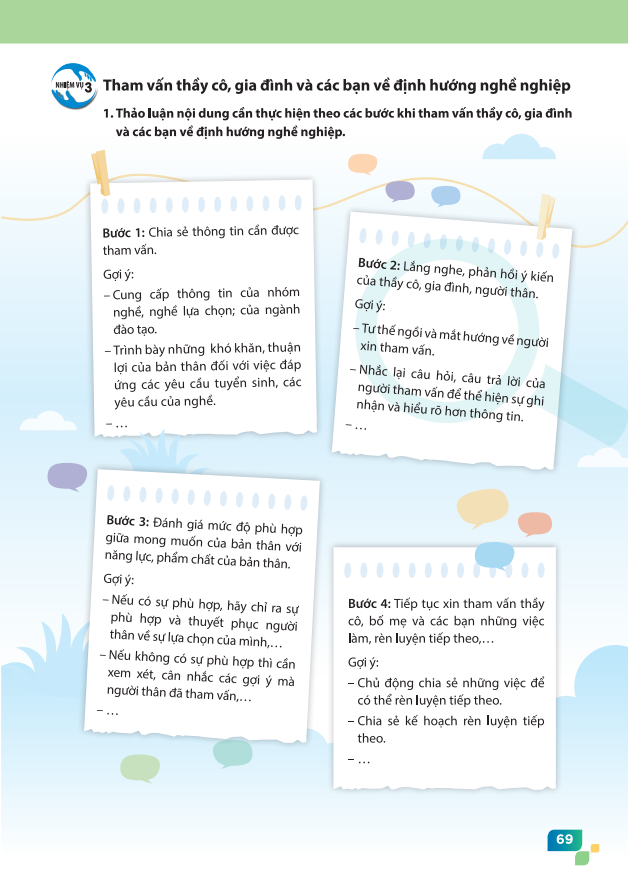 NHIỆM VỤ 3
Tham vấn thầy cô, gia đình và các bạn về định hướng nghề nghiệp
1. Thảo luận nội dung cần thực hiện theo các bước khi tham vấn thầy cô, gia đình
và các bạn về định hướng nghề nghiệp.
Bước 1: Chia sẻ thông tin cần được
tham vấn.
Gợi ý:
– Cung cấp thông tin của nhóm
nghề, nghề lựa chọn; của ngành
đào tạo.
– Trình bày những khó khăn, thuận
lợi của bản thân đối với việc đáp
ứng các yêu cầu tuyển sinh, các
yêu cầu của nghề.
– …
Bước 2: Lắng nghe, phản hồi ý kiến
của thầy cô, gia đình, người thân.
Gợi ý:
– Tư thế ngồi và mắt hướng về người
xin tham vấn.
– Nhắc lại câu hỏi, câu trả lời của
người tham vấn để thể hiện sự ghi
nhận và hiểu rõ hơn thông tin.
– …
Bước 3: Đánh giá mức độ phù hợp
giữa mong muốn của bản thân với
năng lực, phẩm chất của bản thân.
Gợi ý:
– Nếu có sự phù hợp, hãy chỉ ra sự
phù hợp và thuyết phục người
thân về sự lựa chọn của mình,…
– Nếu không có sự phù hợp thì cần
xem xét, cân nhắc các gợi ý mà
người thân đã tham vấn,…
– …
Bước 4: Tiếp tục xin tham vấn thầy
cô, bố mẹ và các bạn những việc
làm, rèn luyện tiếp theo,…
Gợi ý:
– Chủ động chia sẻ những việc để
có thể rèn luyện tiếp theo.
– Chia sẻ kế hoạch rèn luyện tiếp
theo.
– …
69